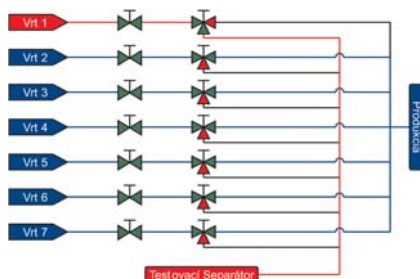 Vrt 1
Vrt 2
Vrt 3
Vrt 4
Vrt 5
Vrt 6
Vrt 7
Produkcia
Testovací Separátor